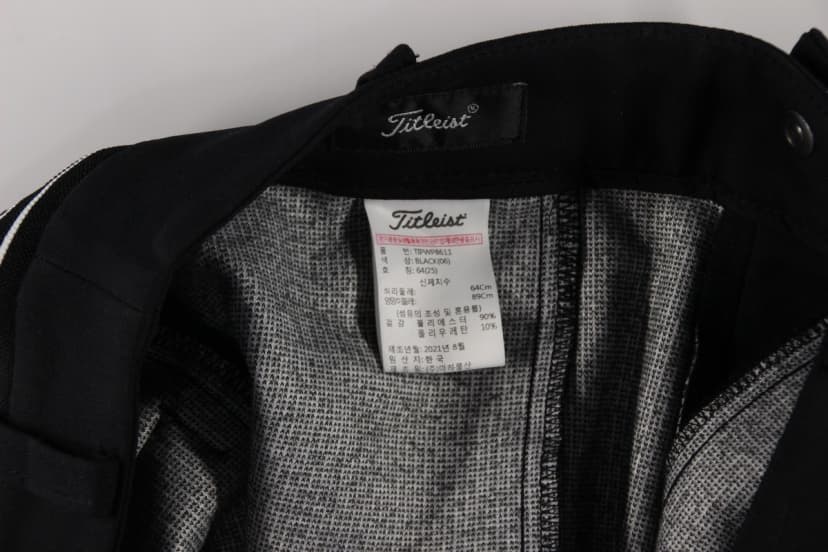 Titleist®
Titleist
품 번: TIPWP8611
색 상: BLACK(06)
호 칭: 64(25)
신체치수
허리둘레: 64Cm
엉덩이둘레: 89Cm
(섬유의 조성 및 혼용률)
겉감 폴리에스터 90%
폴리우레탄 10%
제조년월: 2021년 8월
원 산 지: 한 국